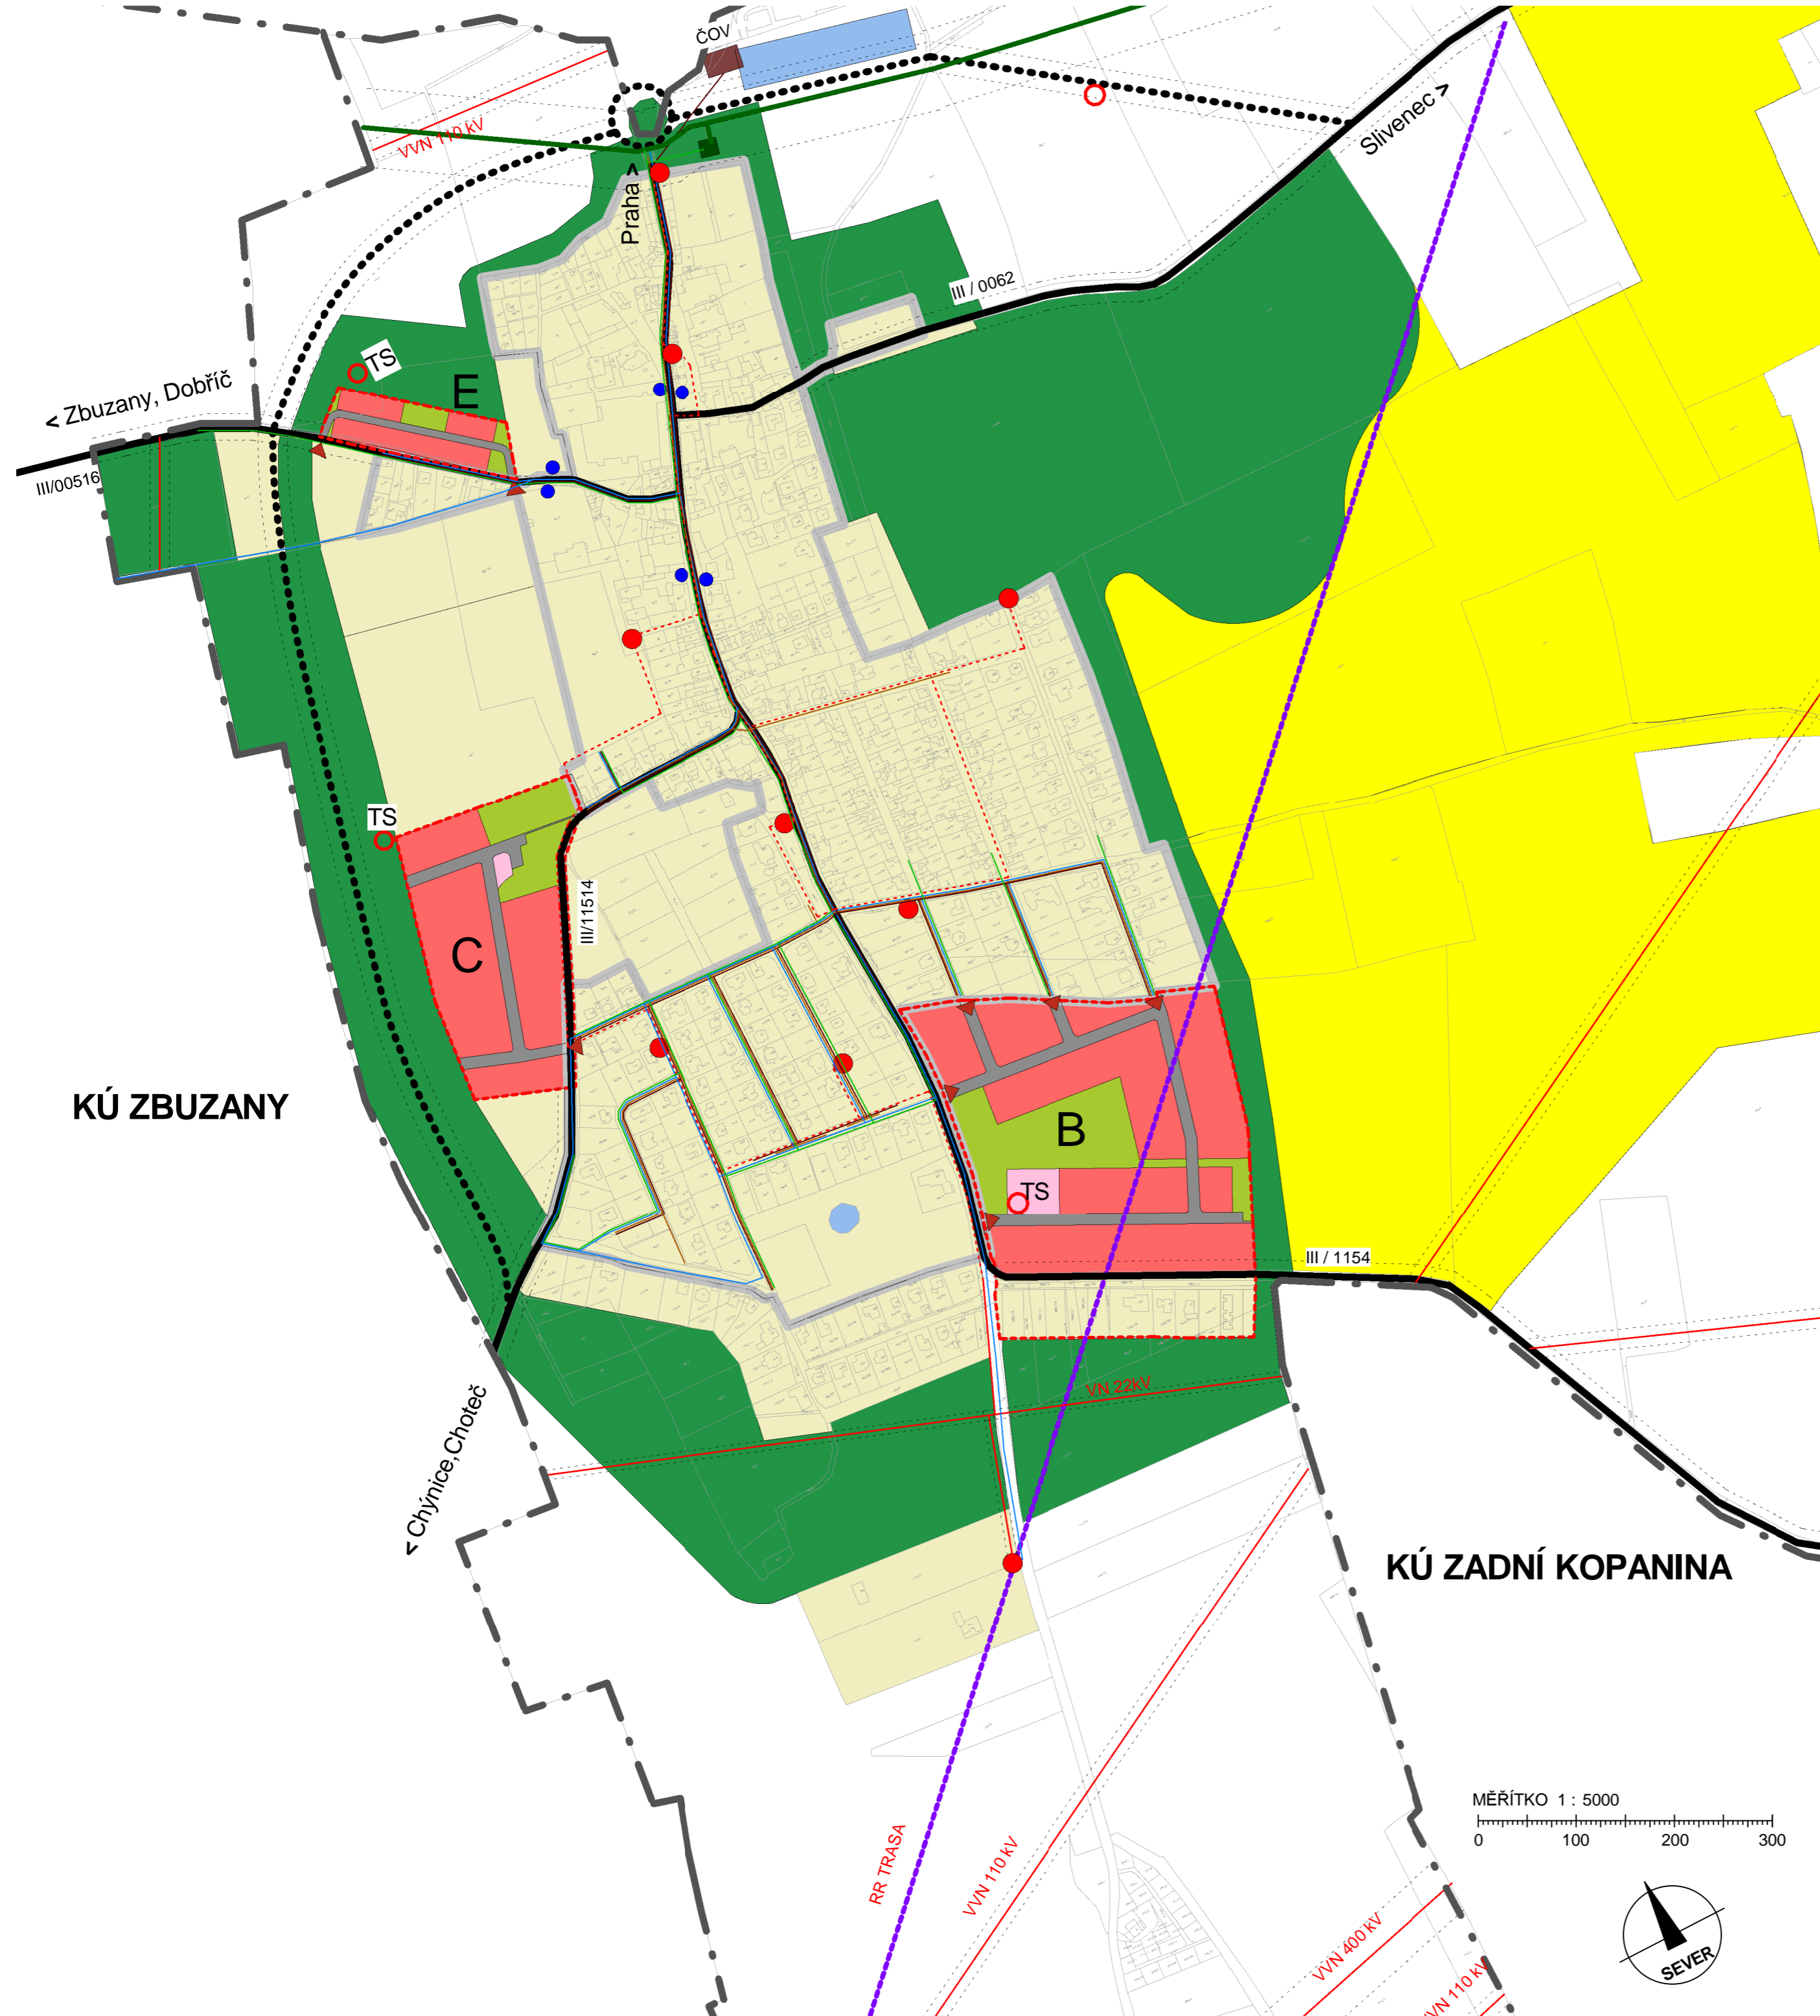 ČOV
VVN 110 kV
Praha >
Slivenec >
III / 0062
TS
E
< Zbuzany, Dobříč
III/00516
TS
III/11514
C
KÚ ZBUZANY
B
TS
III / 1154
VN 22kV
< Chýnice,Choteč
KÚ ZADNÍ KOPANINA
MĚŘÍTKO 1 : 5000
0 100 200 300
RR TRASA
VVN 110 kV
VVN 400 kV
VVN 110 kV
SEVER